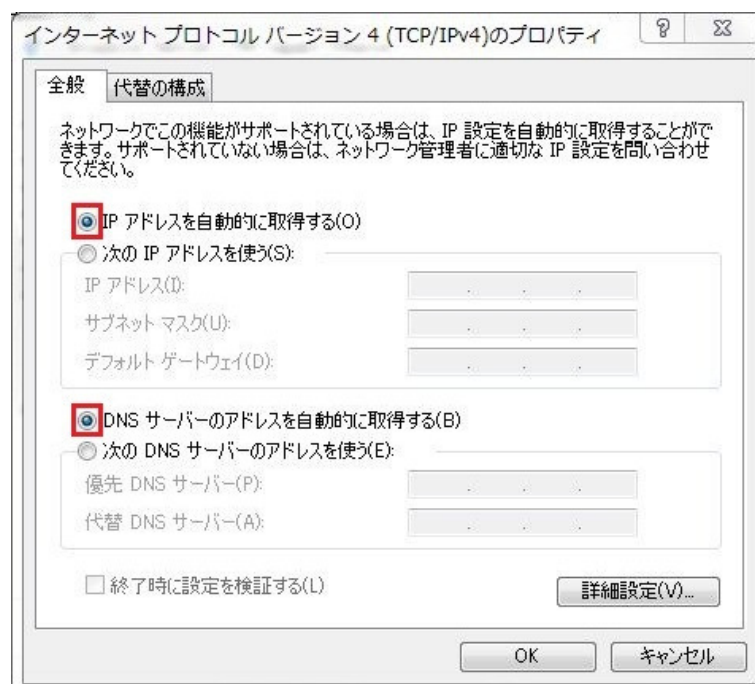 インターネット プロトコル バージョン 4 (TCP/IPv4)のプロパティ
全般
代替の構成
ネットワークでこの機能がサポートされている場合は、IP 設定を自動的に取得することがで
きます。サポートされていない場合は、ネットワーク管理者に適切な IP 設定を問い合わせ
てください。
IP アドレスを自動的に取得する(O)
次の IP アドレスを使う(S):
IP アドレス(I):
サブネット マスク(U):
デフォルト ゲートウェイ(D):
DNS サーバーのアドレスを自動的に取得する(B)
次の DNS サーバーのアドレスを使う(E):
優先 DNS サーバー(P):
代替 DNS サーバー(A):
終了時に設定を検証する(L)
詳細設定(V)...
OK
キャンセル